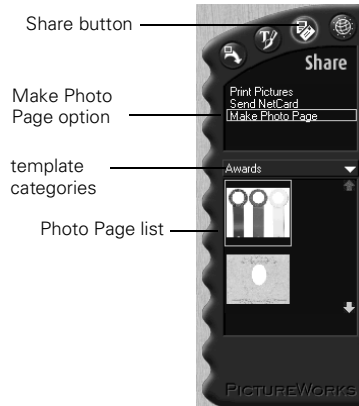 Share button
Share
Make Photo
Page option
Print Pictures
Send NetCard
Make Photo Page
template
categories
Awards
Photo Page list
PICTUREWORKS